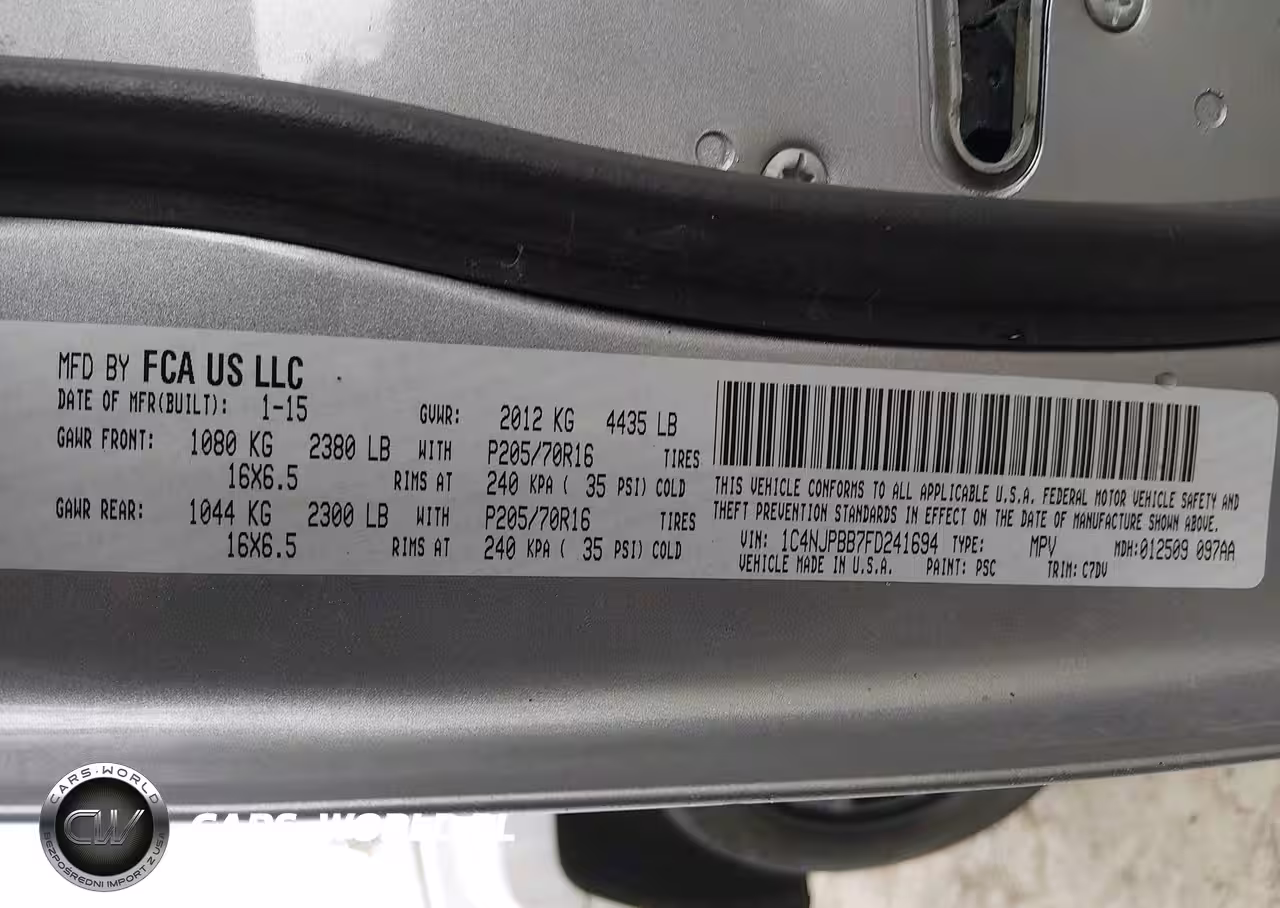 MFD BY FCA US LLC
DATE OF MFR(BUILT): 1-15 GVWR: 2012 KG 4435 LB
GAWR FRONT: 1080 KG 2380 LB WITH P205/70R16 TIRES
16X6.5 RIMS AT 240 KPA ( 35 PSI) COLD
GAWR REAR: 1044 KG 2300 LB WITH P205/70R16 TIRES
16X6.5 RIMS AT 240 KPA ( 35 PSI) COLD
THIS VEHICLE CONFORMS TO ALL APPLICABLE U.S.A. FEDERAL MOTOR VEHICLE SAFETY AND
THEFT PREVENTION STANDARDS IN EFFECT ON THE DATE OF MANUFACTURE SHOWN ABOVE.
VIN: 1C4NJPBB7FD241694 TYPE: MPV MDH:012509 097AA
VEHICLE MADE IN U.S.A. PAINT: PSC TRIM: C7DV
CARS-WORLD
CW
BEZPOŚREDNI IMPORT Z USA
CARS-WORLD.PL